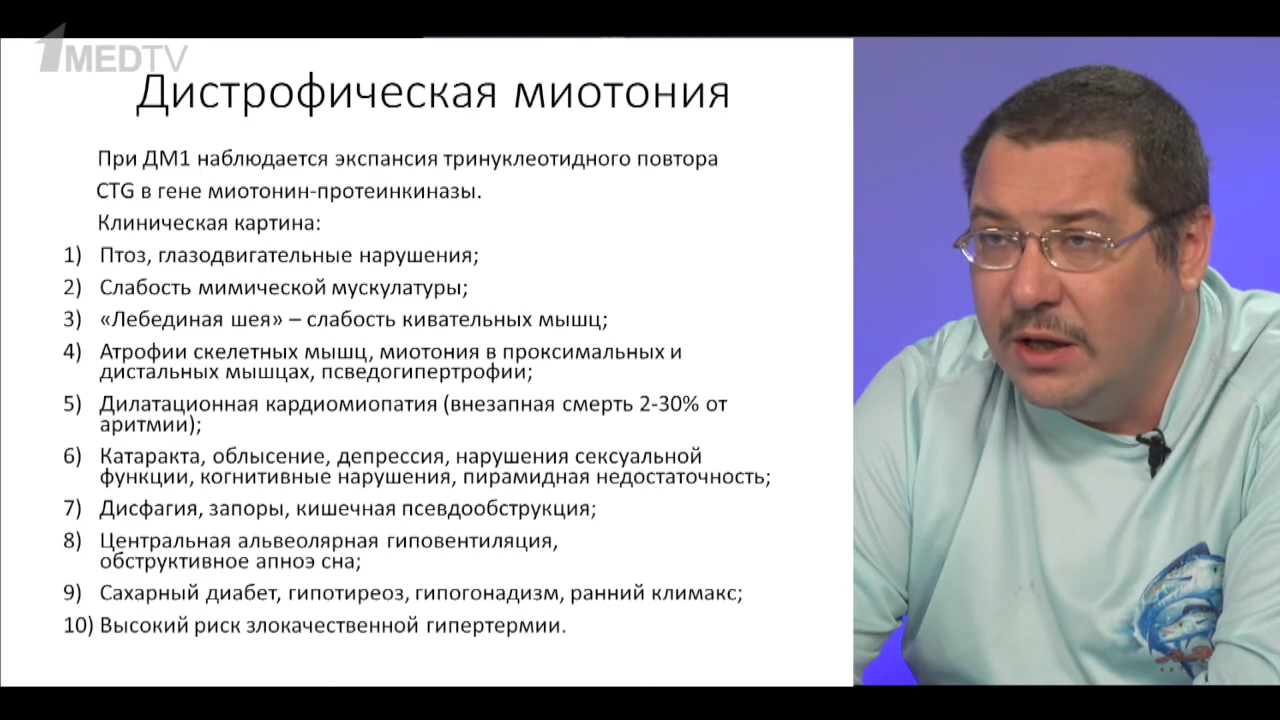 1MEDTV
Дистрофическая миотония
При ДМ1 наблюдается экспансия тринуклеотидного повтора
CTG в гене миотонин-протеинкиназы.
Клиническая картина:
1) Птоз, глазодвигательные нарушения;
2) Слабость мимической мускулатуры;
3) «Лебединая шея» – слабость кивательных мышц;
4) Атрофии скелетных мышц, миотония в проксимальных и
дистальных мышцах, псведогипертрофии;
5) Дилатационная кардиомиопатия (внезапная смерть 2-30% от
аритмии);
6) Катаракта, облысение, депрессия, нарушения сексуальной
функции, когнитивные нарушения, пирамидная недостаточность;
7) Дисфагия, запоры, кишечная псевдообструкция;
8) Центральная альвеолярная гиповентиляция,
обструктивное апноэ сна;
9) Сахарный диабет, гипотиреоз, гипогонадизм, ранний климакс;
10) Высокий риск злокачественной гипертермии.